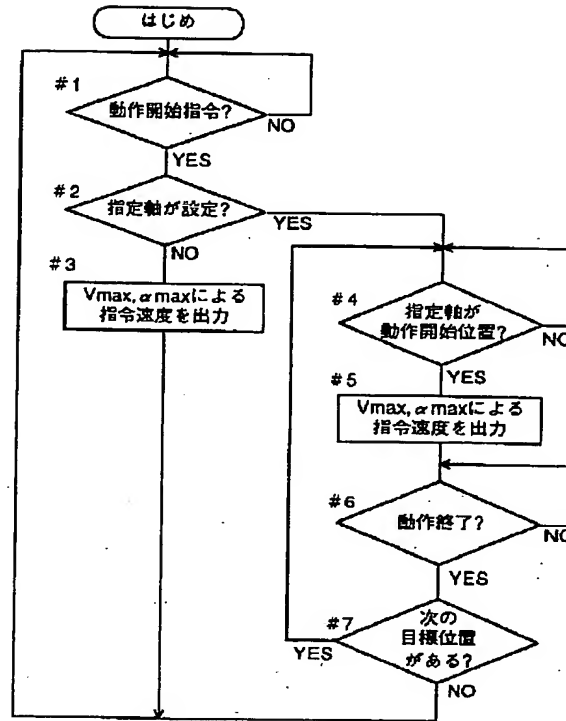 はじめ
#1
動作開始指令?
NO
YES
#2
指定軸が設定?
YES
NO
#3
Vmax,αmaxによる
指令速度を出力
#4
指定軸が
動作開始位置?
NO
YES
#5
Vmax,αmaxによる
指令速度を出力
#6
動作終了?
NO
YES
#7
次の
目標位置
がある?
YES
NO